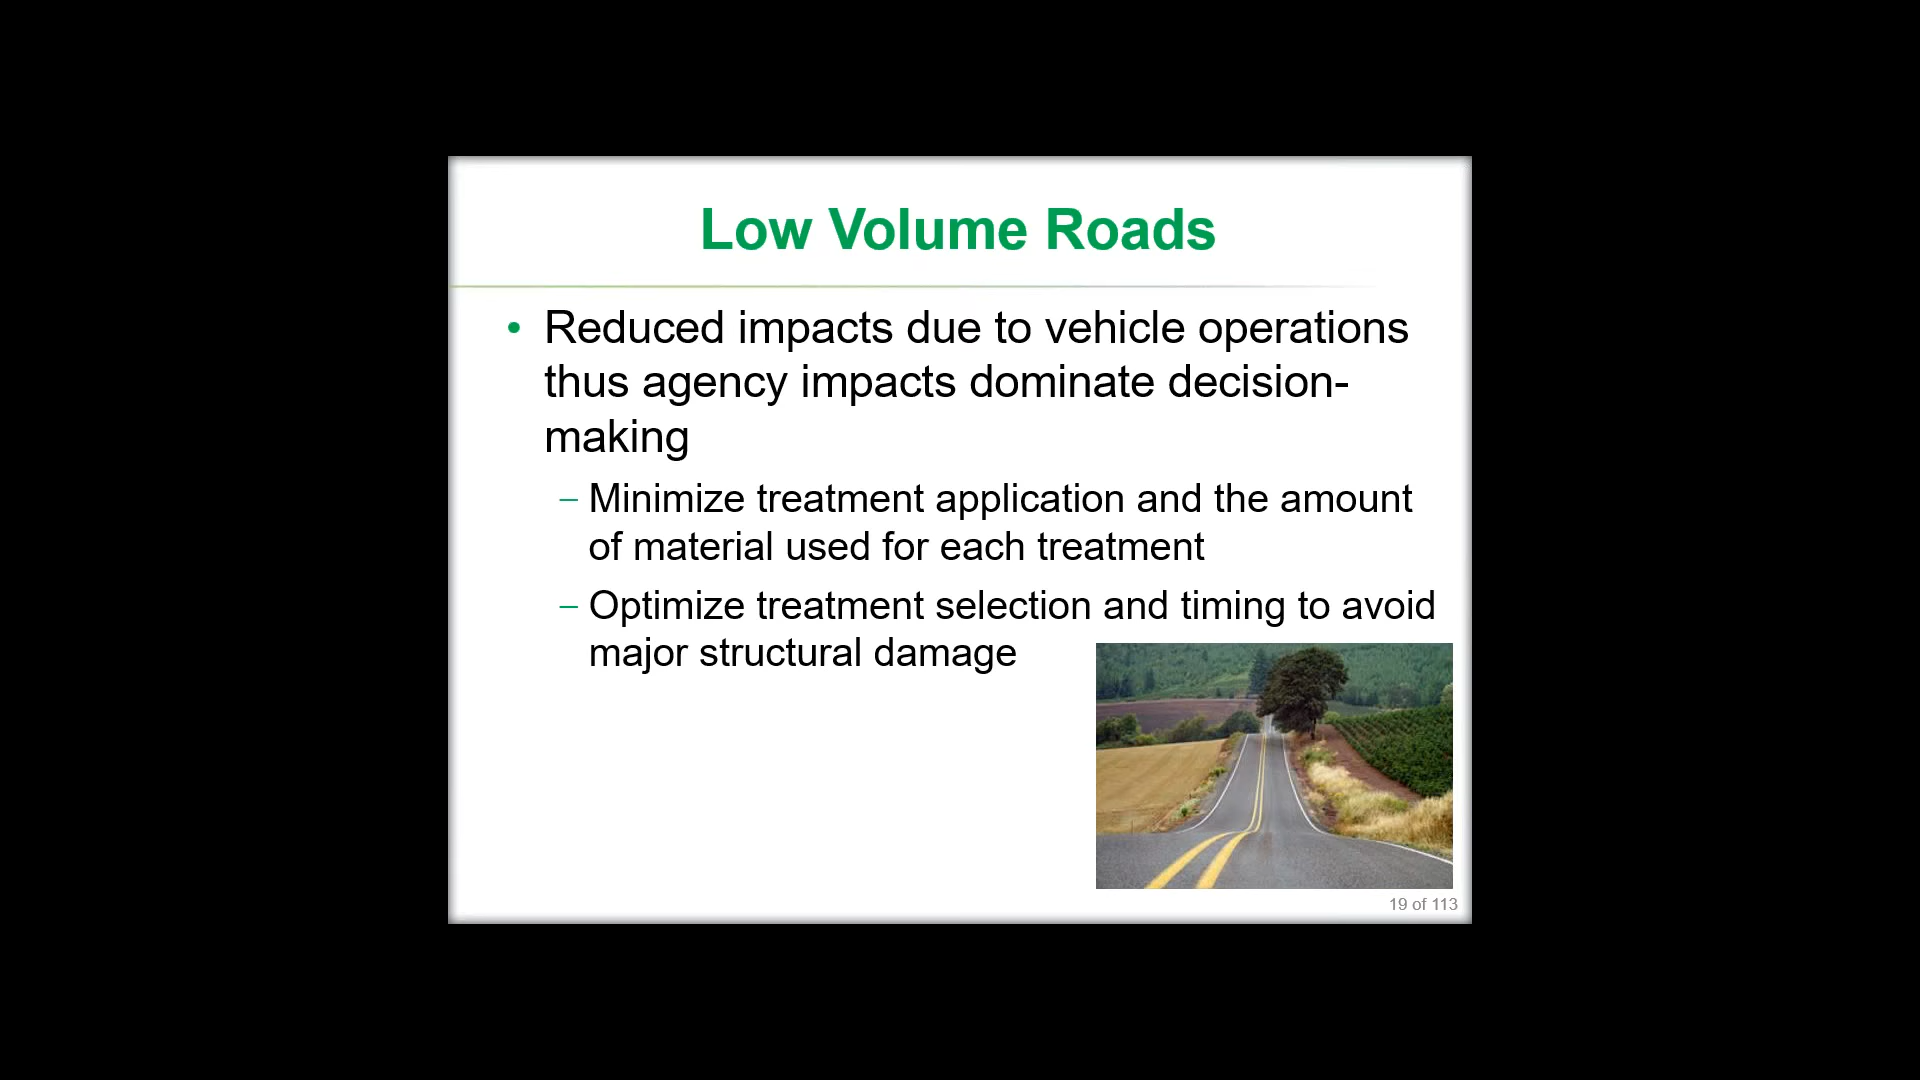 Low Volume Roads
• Reduced impacts due to vehicle operations
thus agency impacts dominate decision-
making
– Minimize treatment application and the amount
of material used for each treatment
– Optimize treatment selection and timing to avoid
major structural damage
19 of 113